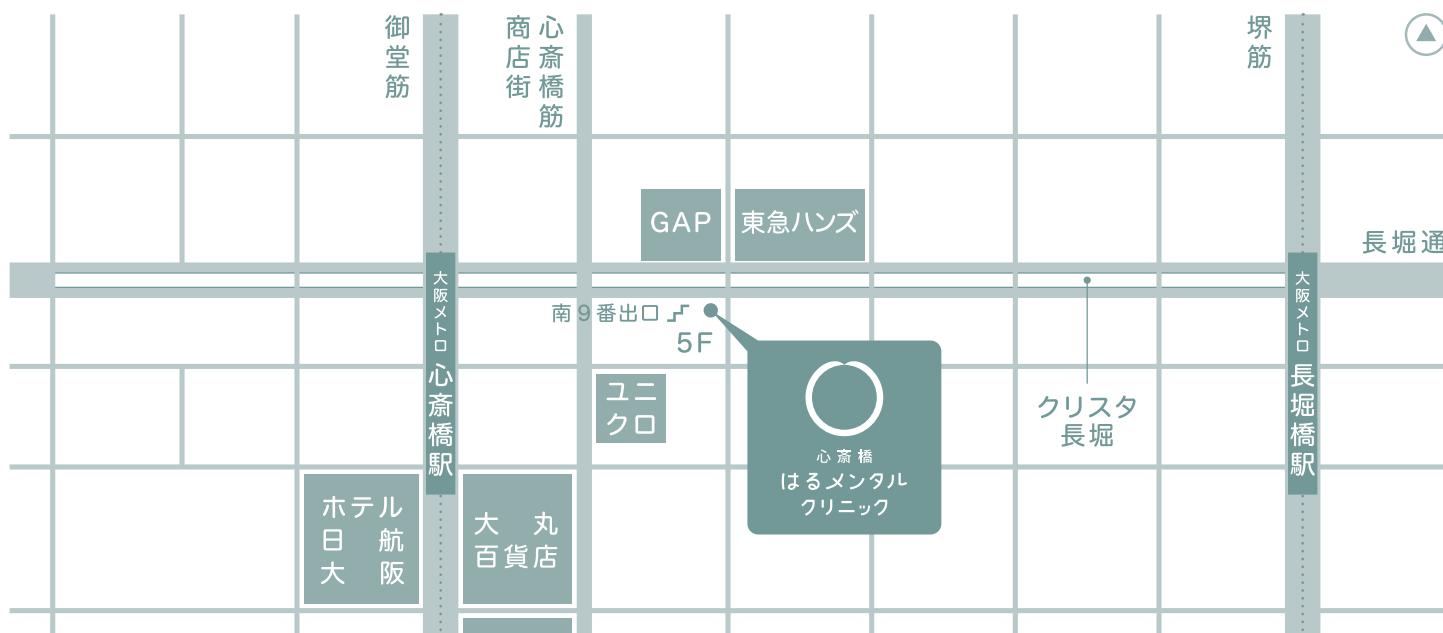 御堂筋
心斎橋筋
商店街
堺筋
GAP
東急ハンズ
長堀通
大阪メトロ 心斎橋駅
大阪メトロ 長堀橋駅
南9番出口
5F
ユニ
クロ
クリスタ
長堀
心斎橋
はるメンタル
クリニック
ホテル
日航
大阪
大丸
百貨店